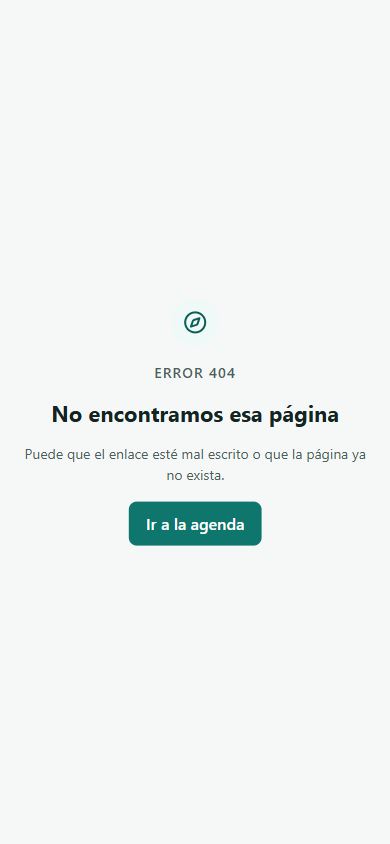 ERROR 404
No encontramos esa página
Puede que el enlace esté mal escrito o que la página ya
no exista.
Ir a la agenda